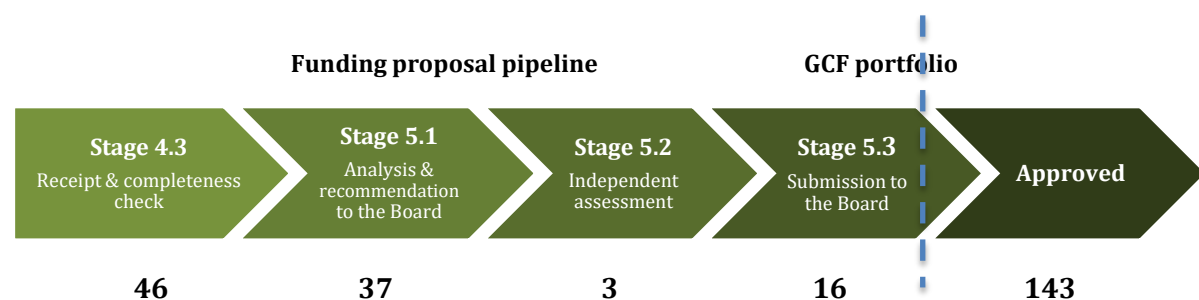 Funding proposal pipeline
GCF portfolio
Stage 4.3
Receipt & completeness
check
Stage 5.1
Analysis &
recommendation
to the Board
Stage 5.2
Independent
assessment
Stage 5.3
Submission to
the Board
Approved
46
37
3
16
143